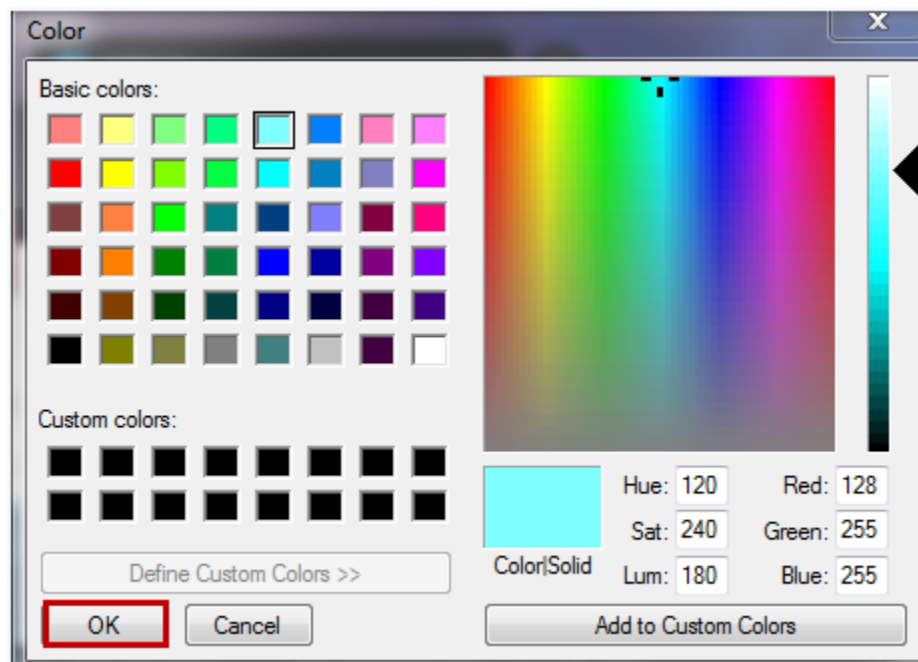 Color
X
Basic colors:
Custom colors:
Define Custom Colors >>
OK
Cancel
Color|Solid
Hue: 120
Sat: 240
Lum: 180
Red: 128
Green: 255
Blue: 255
Add to Custom Colors